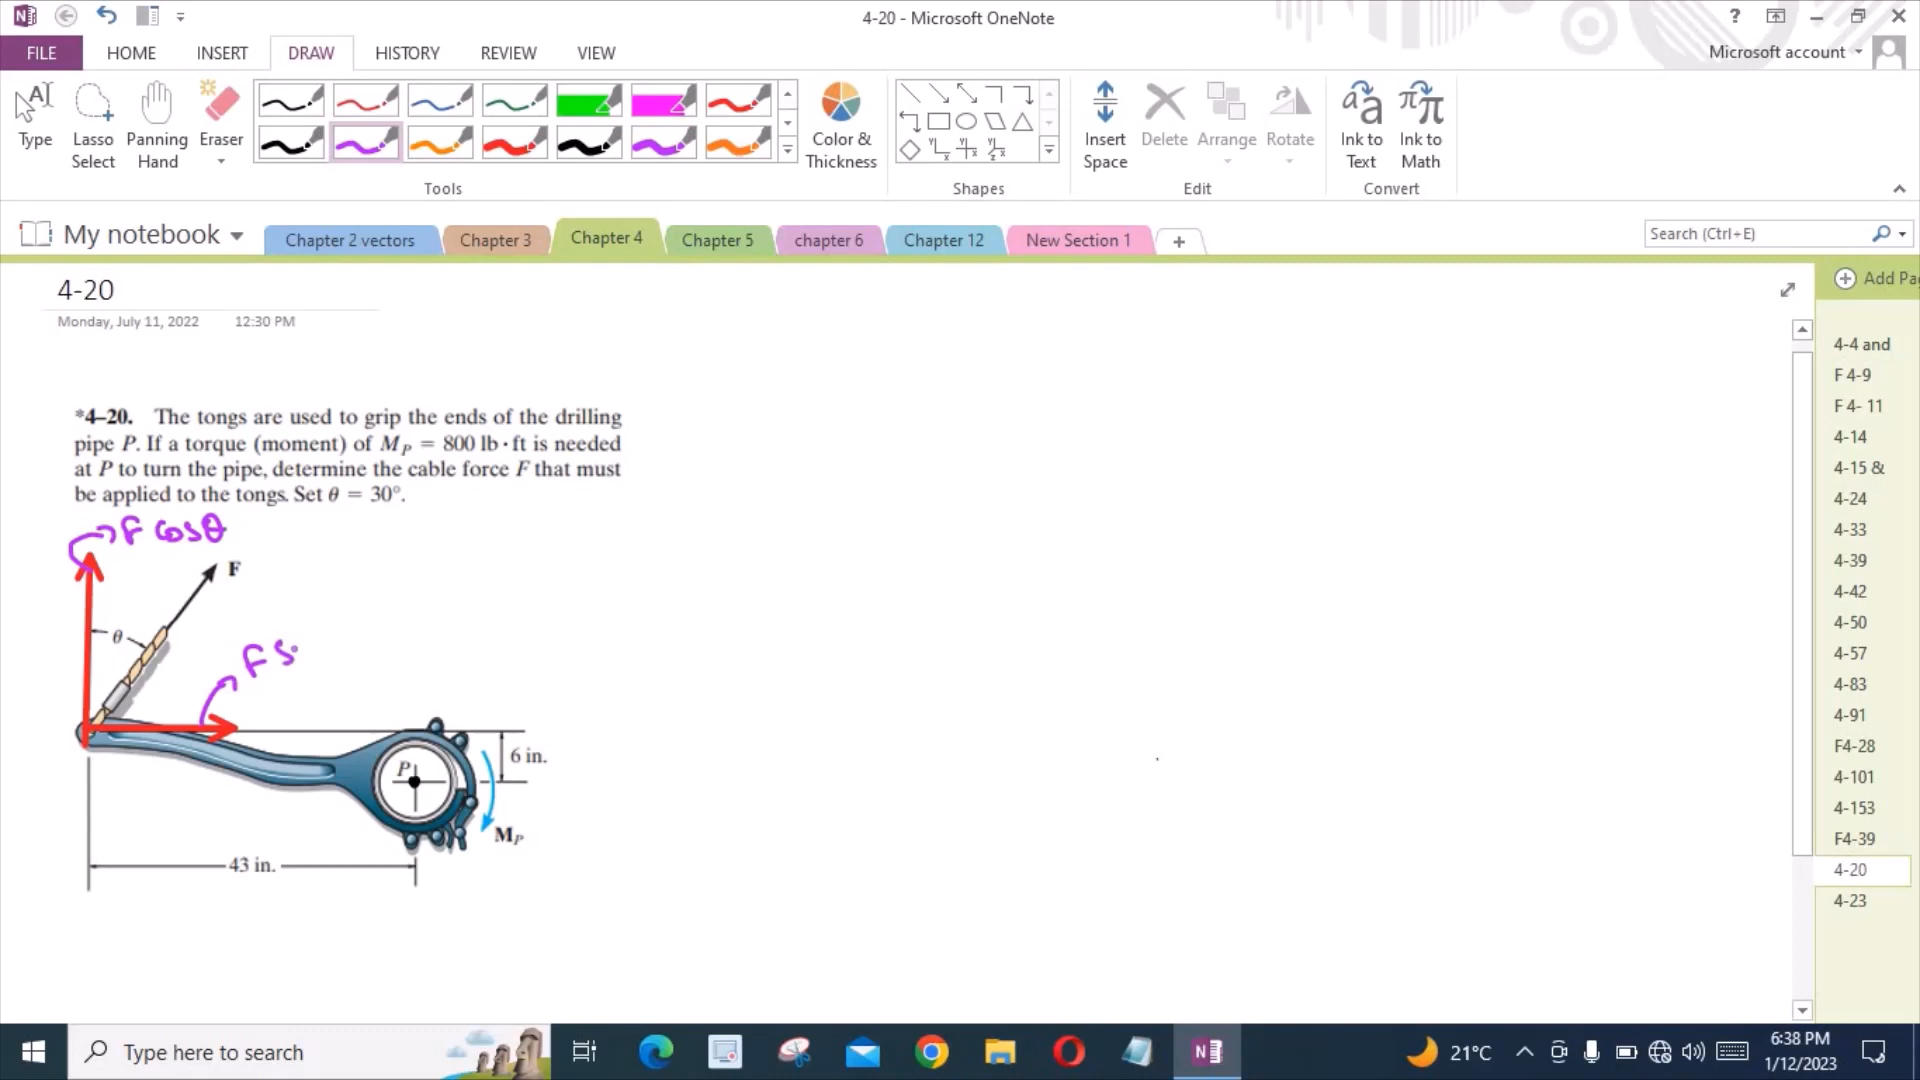 4-20 - Microsoft OneNote
?
FILE HOME INSERT DRAW HISTORY REVIEW VIEW
Microsoft account
Type
Lasso Select
Panning Hand
Eraser
Color & Thickness
Insert Space
Delete
Arrange
Rotate
Ink to Text
Ink to Math
Tools
Shapes
Edit
Convert
My notebook
Chapter 2 vectors
Chapter 3
Chapter 4
Chapter 5
chapter 6
Chapter 12
New Section 1
+
Search (Ctrl+E)
4-20
Monday, July 11, 2022 12:30 PM
*4–20. The tongs are used to grip the ends of the drilling
pipe P. If a torque (moment) of M_P = 800 lb · ft is needed
at P to turn the pipe, determine the cable force F that must
be applied to the tongs. Set θ = 30°.
F cosθ
F
θ
F s
6 in.
P
M_P
43 in.
Add Pa
4-4 and
F 4-9
F 4- 11
4-14
4-15 &
4-24
4-33
4-39
4-42
4-50
4-57
4-83
4-91
F4-28
4-101
4-153
F4-39
4-20
4-23
Type here to search
21°C
6:38 PM
1/12/2023